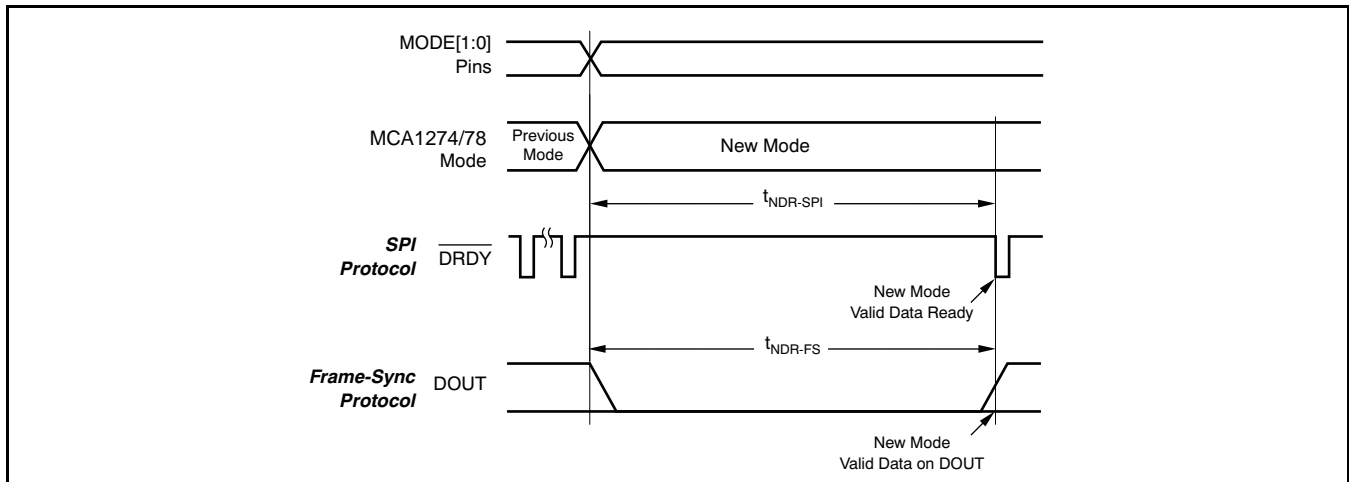 MODE[1:0]
Pins
MCA1274/78
Mode
Previous
Mode
New Mode
tNDR-SPI
SPI
Protocol
DRDY
New Mode
Valid Data Ready
tNDR-FS
Frame-Sync
Protocol
DOUT
New Mode
Valid Data on DOUT